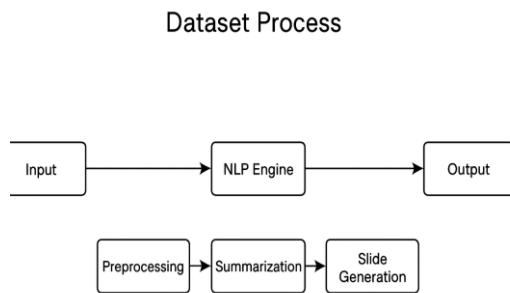 Dataset Process
Input
NLP Engine
Output
Preprocessing
Summarization
Slide
Generation